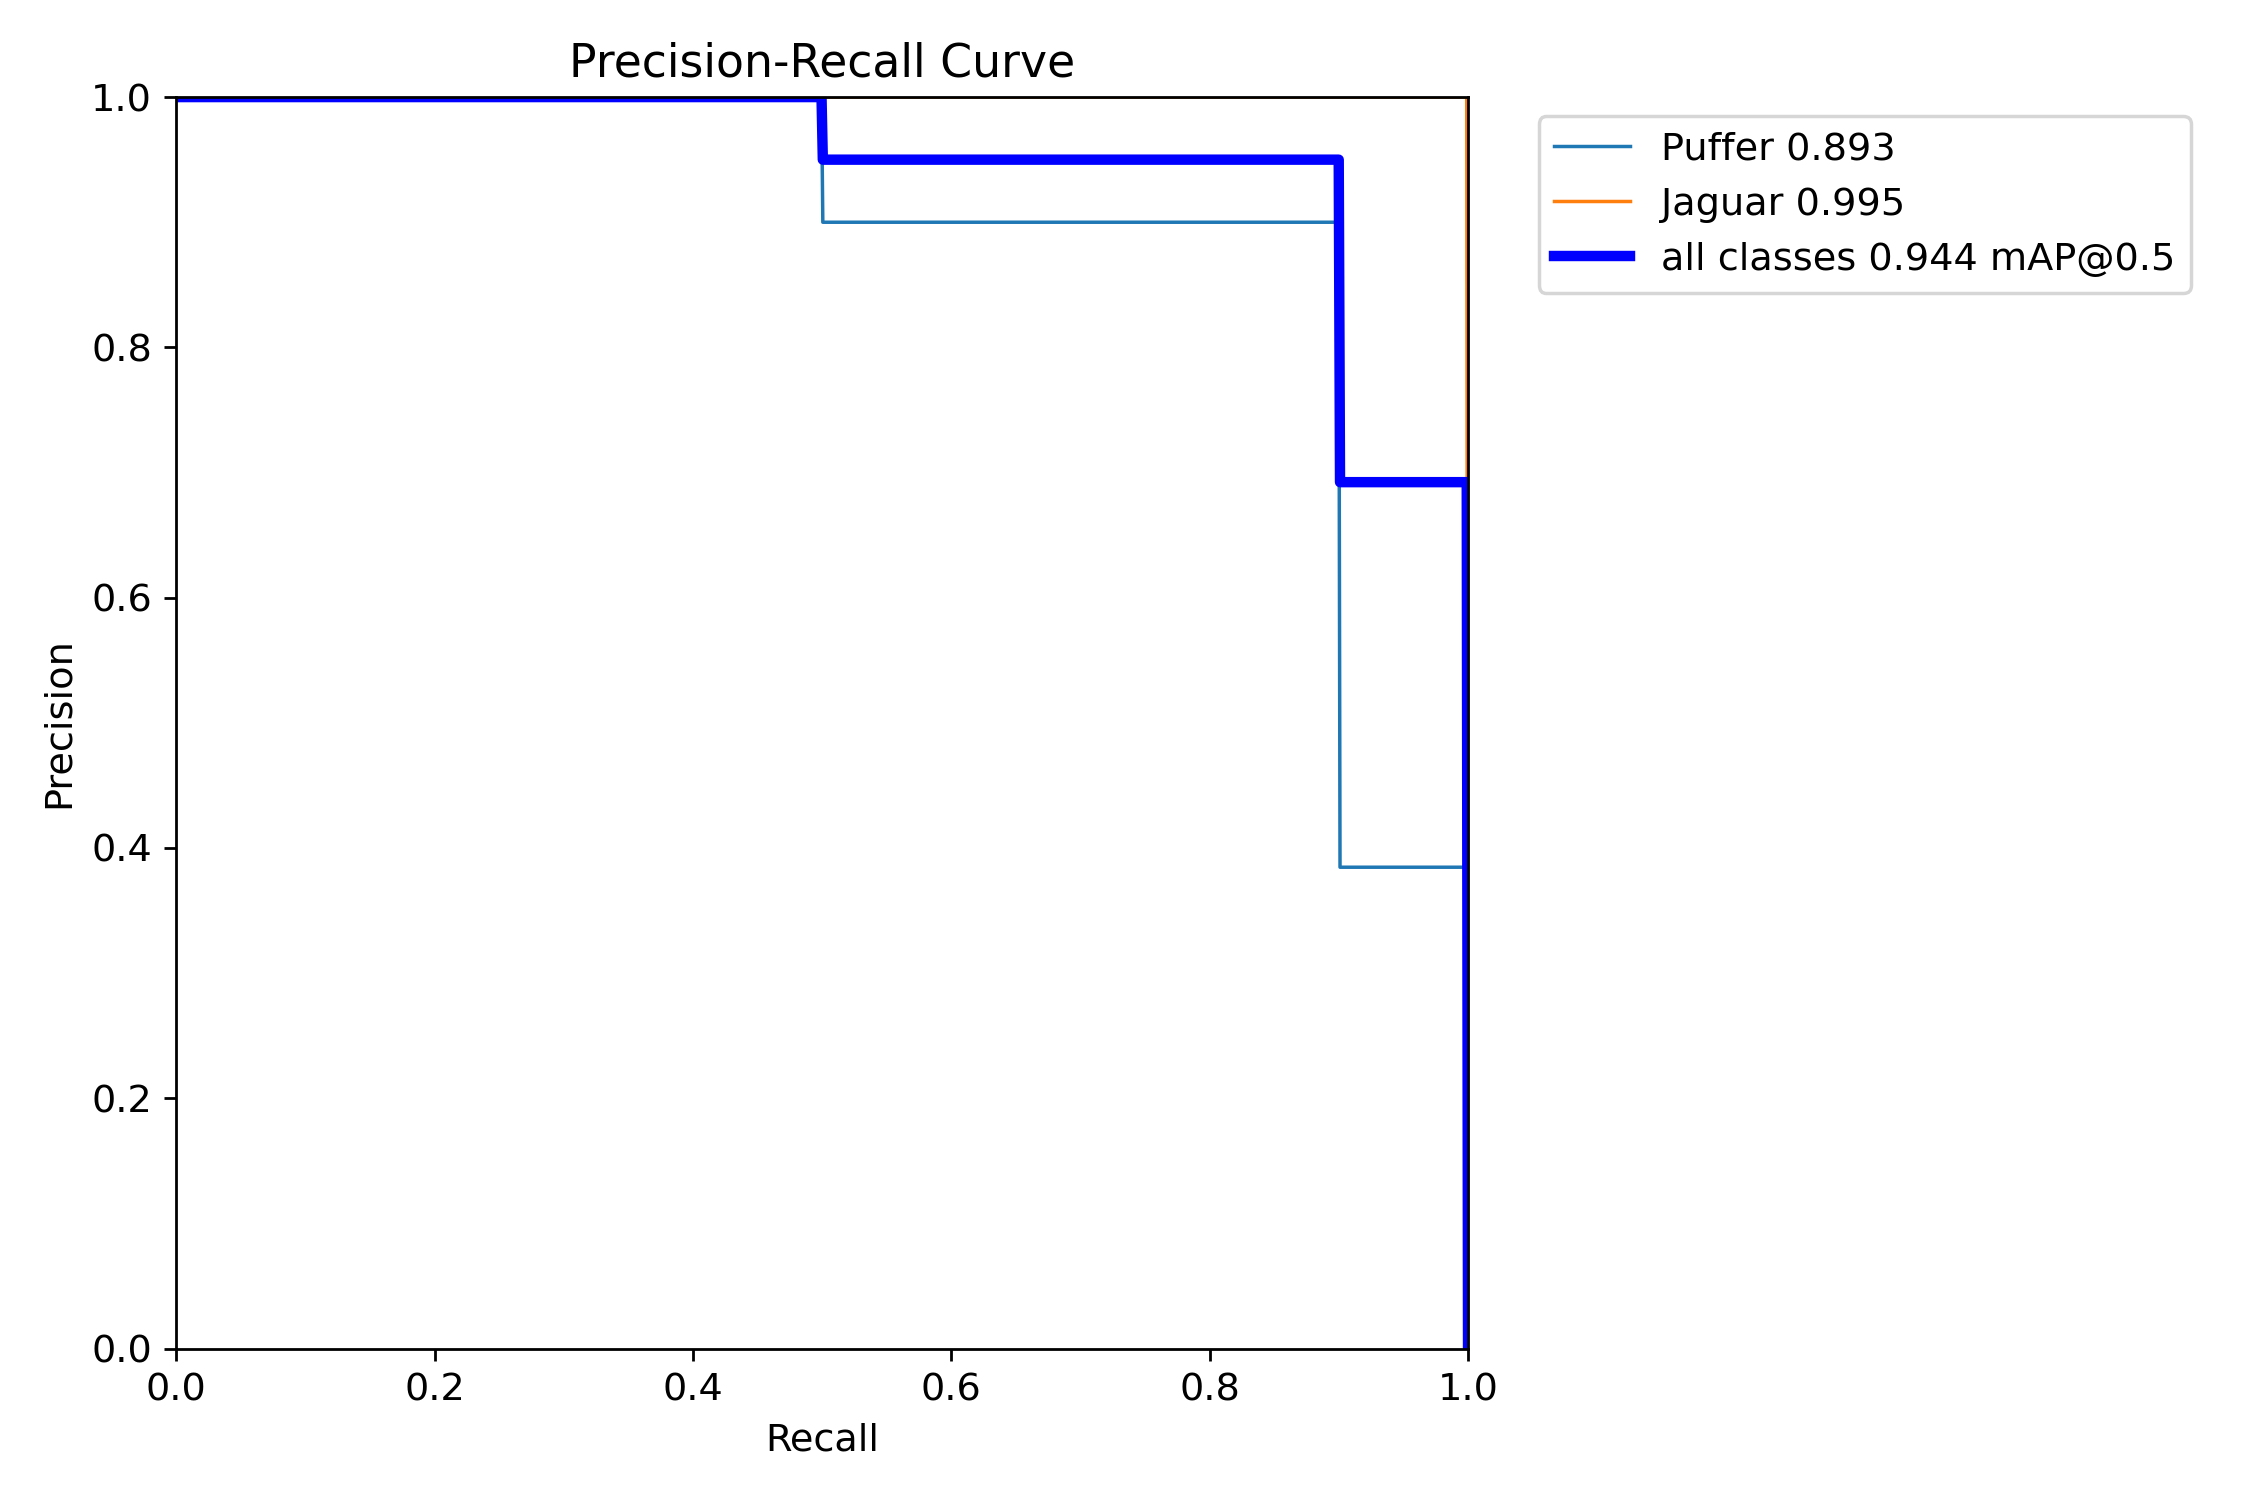 Precision-Recall Curve
1.0
0.8
0.6
0.4
0.2
0.0
Precision
0.0 0.2 0.4 0.6 0.8 1.0
Recall
Puffer 0.893
Jaguar 0.995
all classes 0.944 mAP@0.5